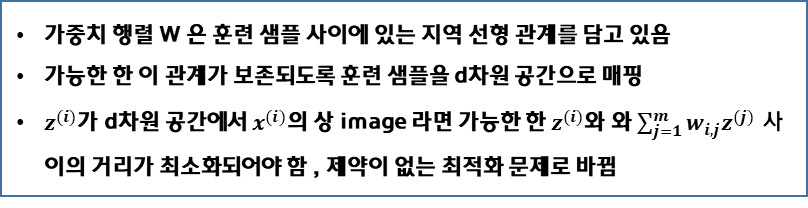 • 가중치 행렬 W 은 훈련 샘플 사이에 있는 지역 선형 관계를 담고 있음
• 가능한 한 이 관계가 보존되도록 훈련 샘플을 d차원 공간으로 매핑
• 𝒛⁽ⁱ⁾가 d차원 공간에서 𝒙⁽ⁱ⁾의 상 image 라면 가능한 한 𝒛⁽ⁱ⁾와 와 ∑ᵐⱼ₌₁ 𝒘ᵢ,ⱼ𝒛⁽ʲ⁾ 사
이의 거리가 최소화되어야 함 , 제약이 없는 최적화 문제로 바뀜